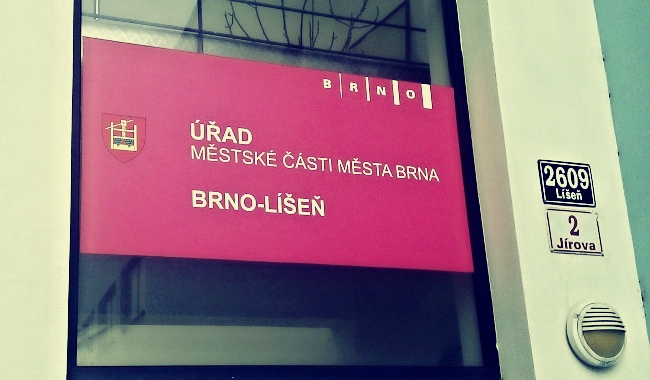 BRNO
ÚŘAD
MĚSTSKÉ ČÁSTI MĚSTA BRNA
BRNO-LÍŠEŇ
2609
Líšeň
2
Jírova